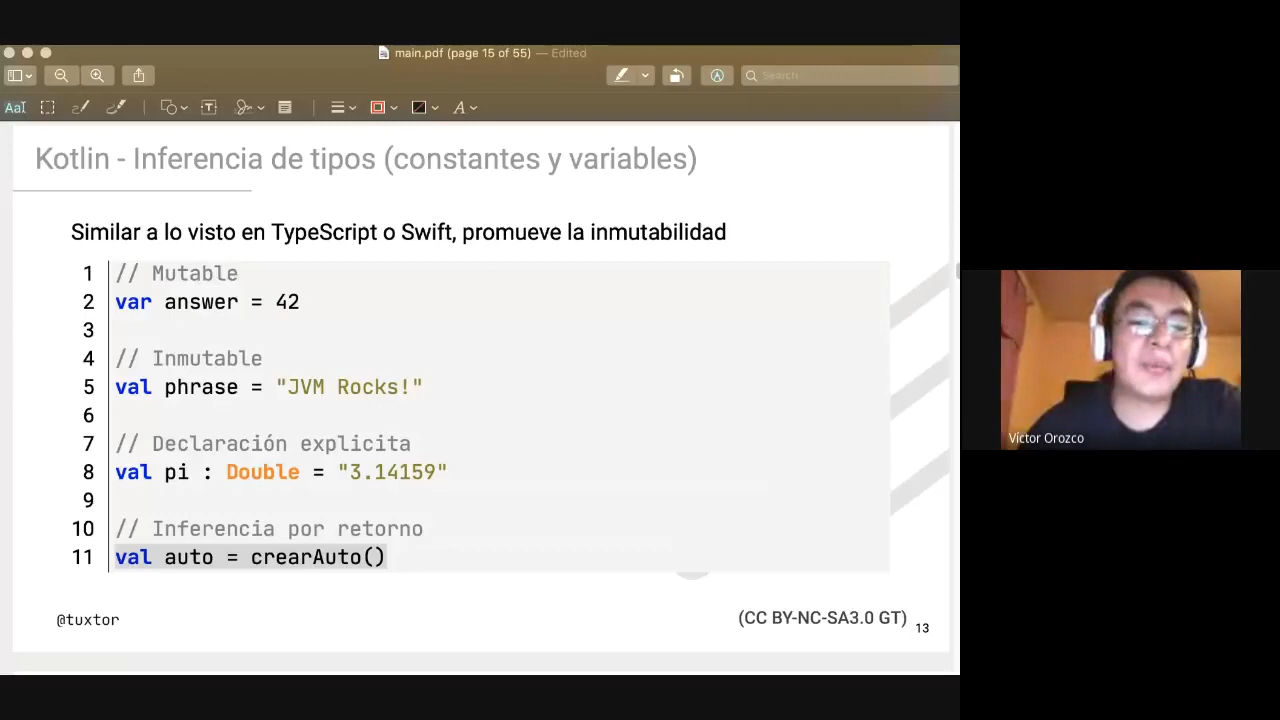 main.pdf (page 15 of 55) — Edited
Search
Kotlin - Inferencia de tipos (constantes y variables)
Similar a lo visto en TypeScript o Swift, promueve la inmutabilidad
1 // Mutable
2 var answer = 42
3
4 // Inmutable
5 val phrase = "JVM Rocks!"
6
7 // Declaración explicita
8 val pi : Double = "3.14159"
9
10 // Inferencia por retorno
11 val auto = crearAuto()
@tuxtor
(CC BY-NC-SA3.0 GT)
13
Víctor Orozco